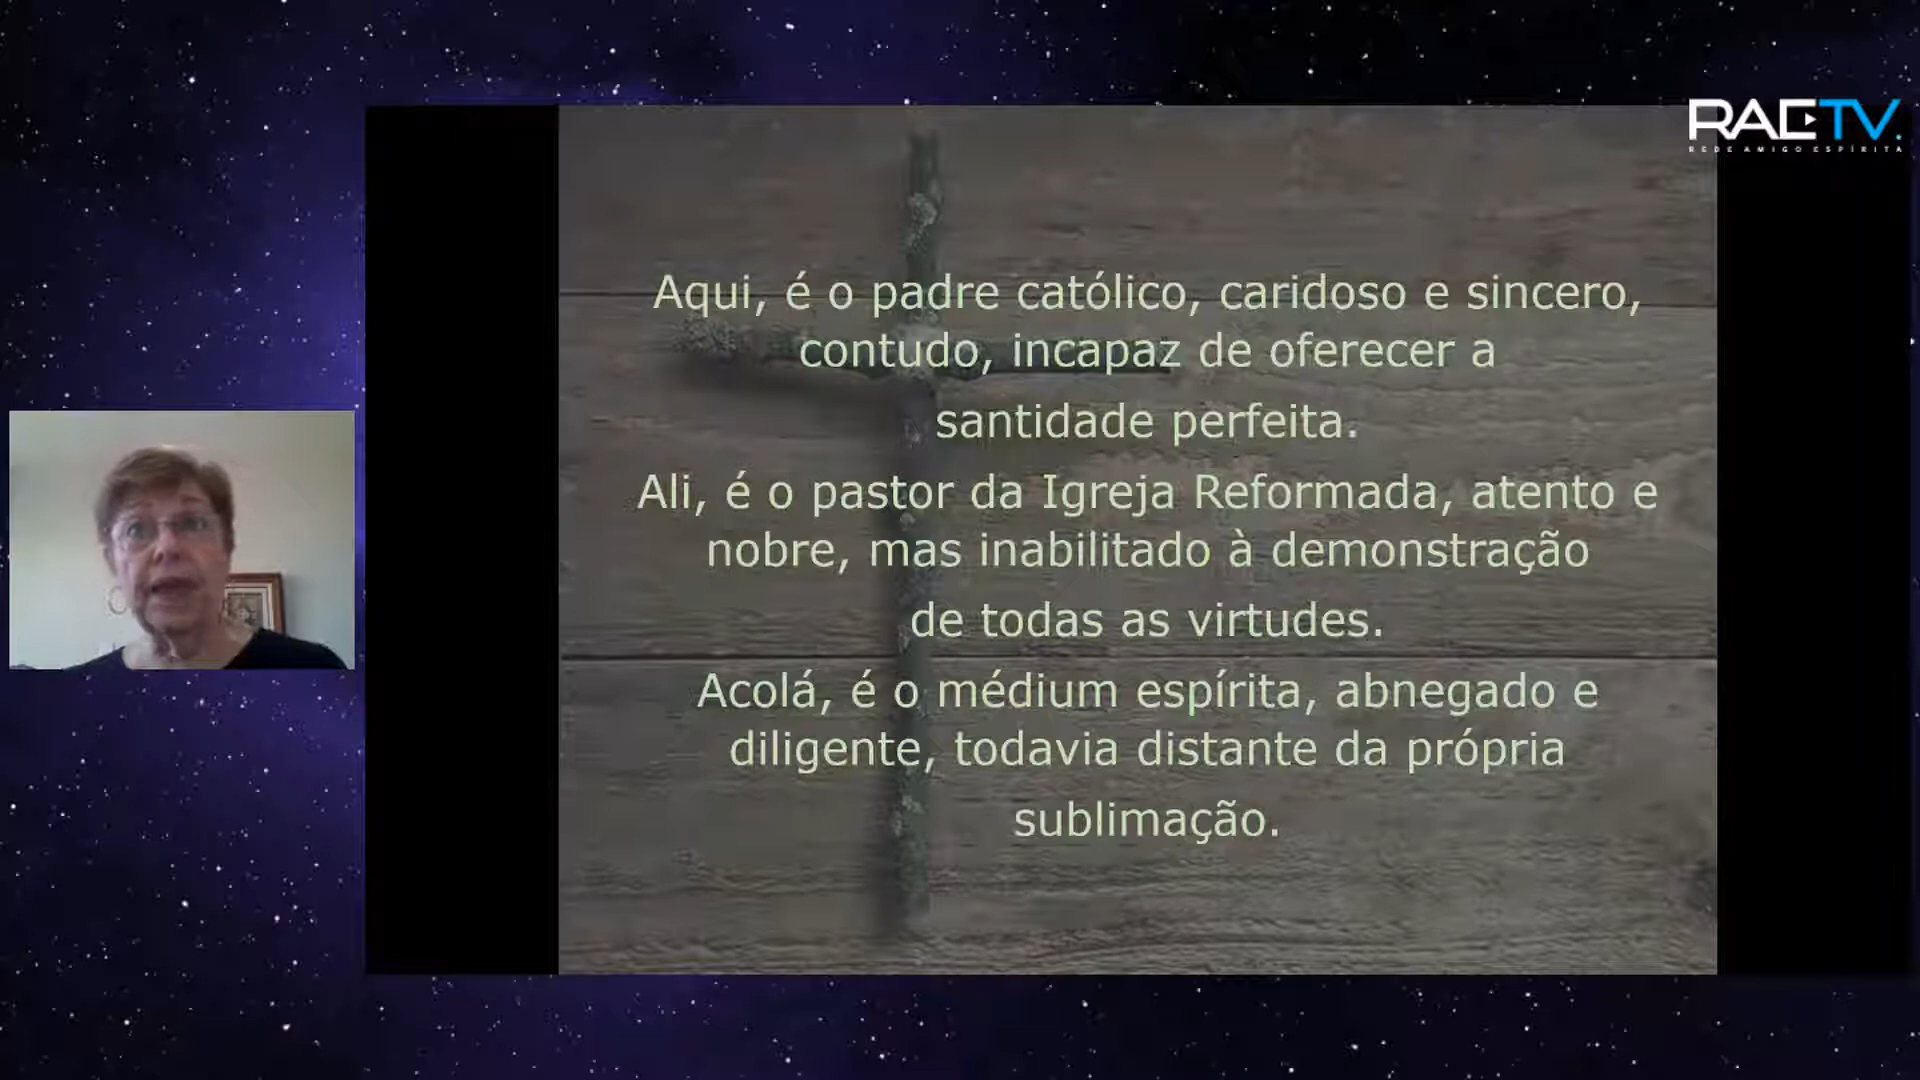 RAETV.
REDE AMIGO ESPÍRITA
Aqui, é o padre católico, caridoso e sincero,
contudo, incapaz de oferecer a
santidade perfeita.
Ali, é o pastor da Igreja Reformada, atento e
nobre, mas inabilitado à demonstração
de todas as virtudes.
Acolá, é o médium espírita, abnegado e
diligente, todavia distante da própria
sublimação.